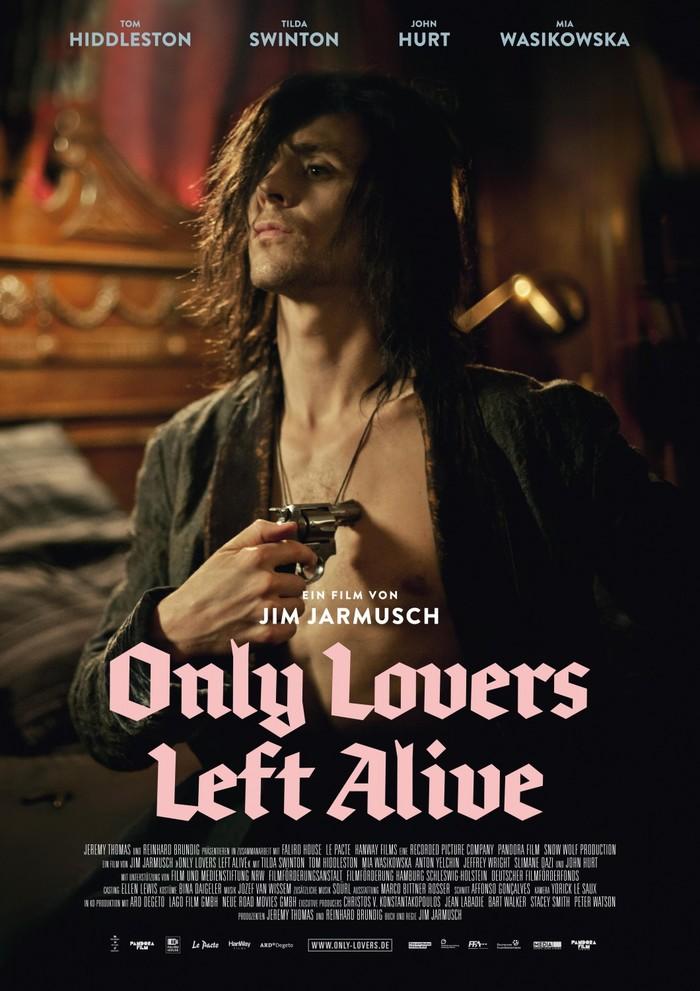 TOM HIDDLESTON
TILDA SWINTON
JOHN HURT
MIA WASIKOWSKA
EIN FILM VON
JIM JARMUSCH
Only Lovers
Left Alive
JEREMY THOMAS UND REINHARD BRUNDIG PRÄSENTIEREN IN ZUSAMMENARBEIT MIT FALIRO HOUSE LE PACTE HANWAY FILMS EINE RECORDED PICTURE COMPANY PANDORA FILM SNOW WOLF PRODUCTION
EIN FILM VON JIM JARMUSCH »ONLY LOVERS LEFT ALIVE« MIT TILDA SWINTON TOM HIDDLESTON MIA WASIKOWSKA ANTON YELCHIN JEFFREY WRIGHT SLIMANE DAZI UND JOHN HURT
MIT UNTERSTÜTZUNG VON FILM UND MEDIENSTIFTUNG NRW FILMFÖRDERUNGSANSTALT FILMFÖRDERUNG HAMBURG SCHLESWIG-HOLSTEIN DEUTSCHER FILMFÖRDERFONDS
CASTING ELLEN LEWIS KOSTÜME BINA DAIGELER MUSIK JOZEF VAN WISSEM ZUSÄTZLICHE MUSIK SQÜRL AUSSTATTUNG MARCO BITTNER ROSSER SCHNITT AFFONSO GONÇALVES KAMERA YORICK LE SAUX
IN KO PRODUKTION MIT ARD DEGETO LAGO FILM GMBH NEUE ROAD MOVIES GMBH EXECUTIVE PRODUCERS CHRISTOS V. KONSTANTAKOPOULOS JEAN LABADIE BART WALKER STACEY SMITH PETER WATSON
PRODUZENTEN JEREMY THOMAS UND REINHARD BRUNDIG BUCH UND REGIE JIM JARMUSCH
PANDORA FILM
FALIRO HOUSE
Le Pacte
HanWay FILMS
ARD Degeto
WWW.ONLY-LOVERS.DE
FFA
MEDIA
PANDORA FILM